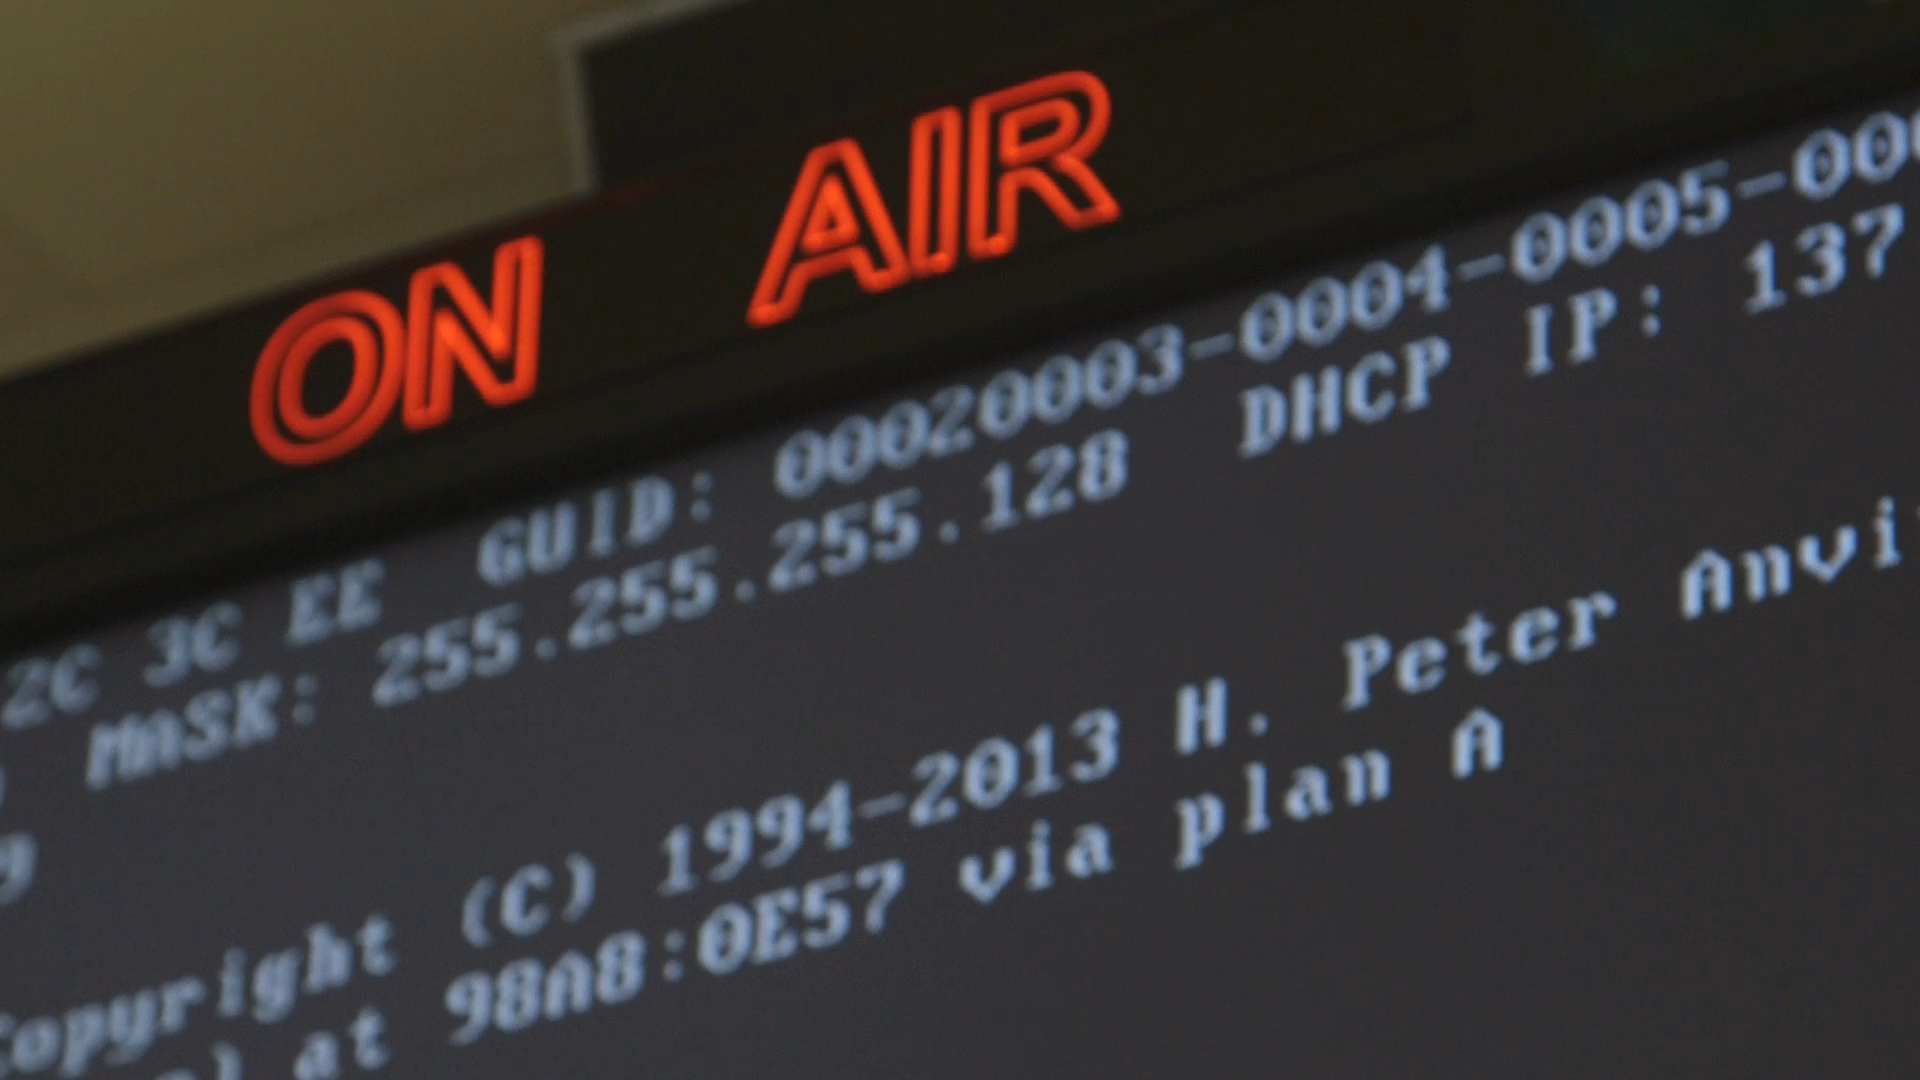 ON AIR
2C 3C EE GUID: 00020003-0004-0005-000
MASK: 255.255.255.128 DHCP IP: 137
9
Copyright (C) 1994-2013 H. Peter Anvi
at 98A8:0E57 via plan A